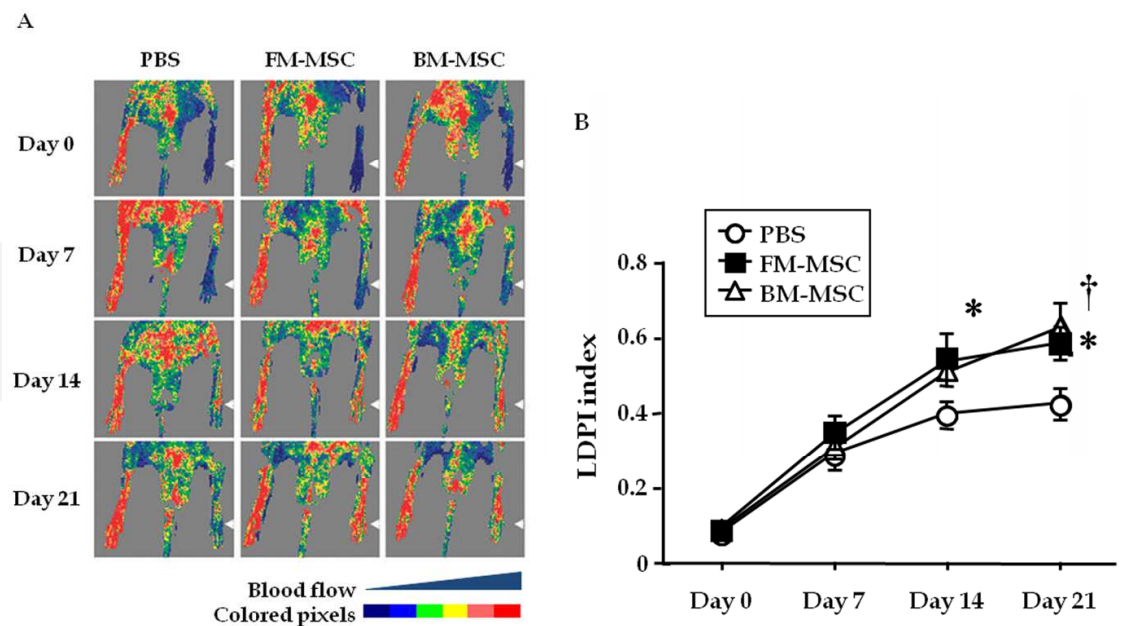 A
PBS FM-MSC BM-MSC
Day 0
Day 7
Day 14
Day 21
Blood flow
Colored pixels
B
PBS
FM-MSC
BM-MSC
LDPI index
0.8
0.6
0.4
0.2
0
*
†
*
Day 0 Day 7 Day 14 Day 21